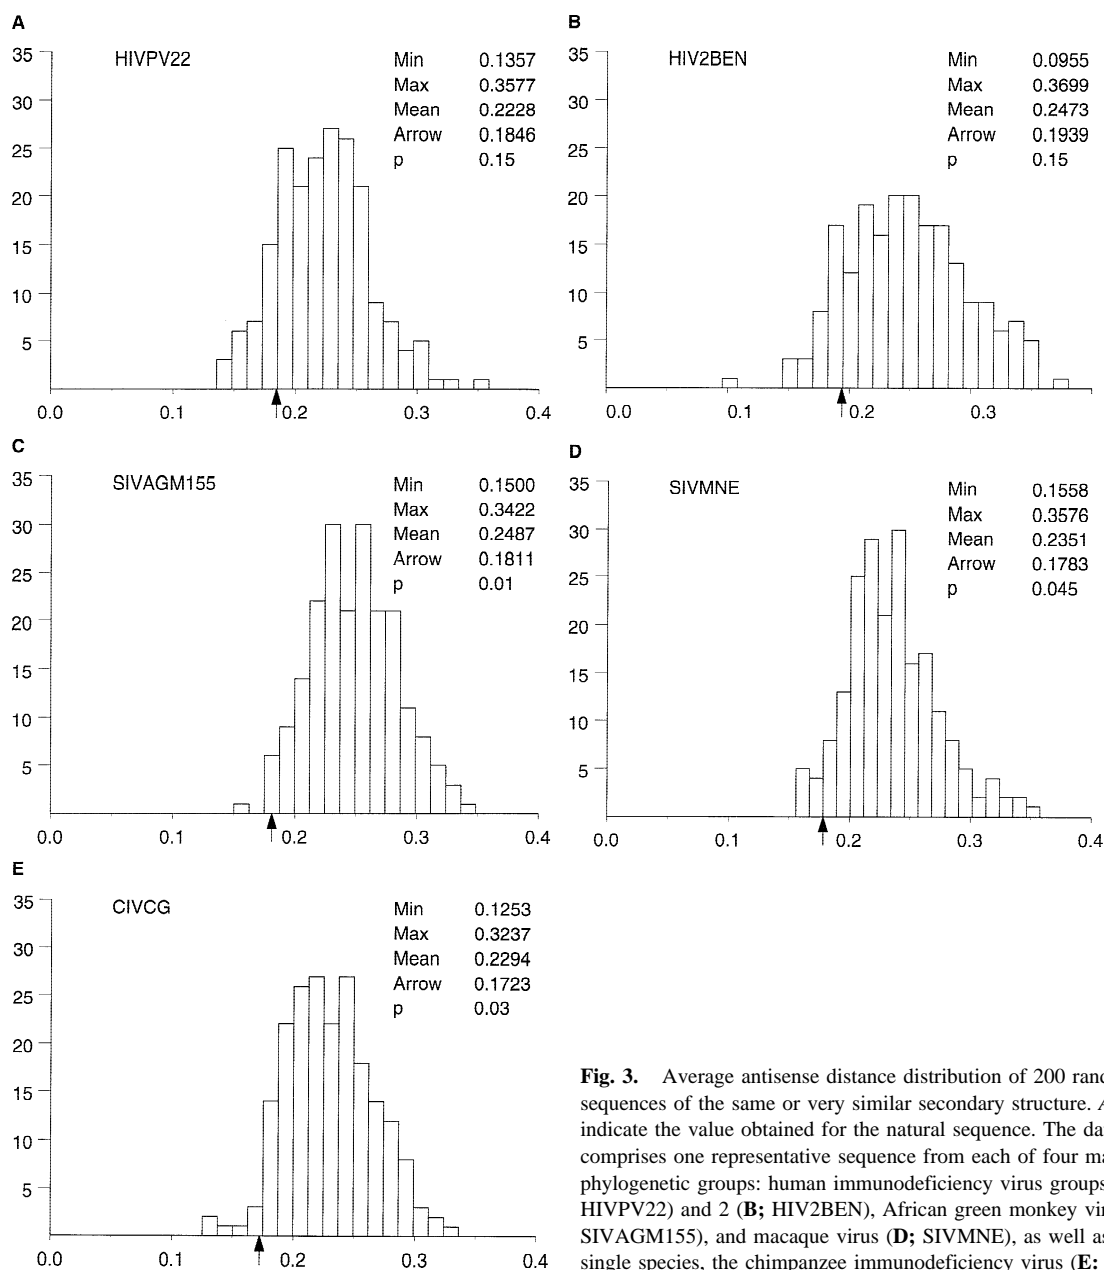 A
HIVPV22
Min 0.1357
Max 0.3577
Mean 0.2228
Arrow 0.1846
p 0.15
35
30
25
20
15
10
5
0.0 0.1 0.2 0.3 0.4
B
HIV2BEN
Min 0.0955
Max 0.3699
Mean 0.2473
Arrow 0.1939
p 0.15
35
30
25
20
15
10
5
0.0 0.1 0.2 0.3
C
SIVAGM155
Min 0.1500
Max 0.3422
Mean 0.2487
Arrow 0.1811
p 0.01
35
30
25
20
15
10
5
0.0 0.1 0.2 0.3 0.4
D
SIVMNE
Min 0.1558
Max 0.3576
Mean 0.2351
Arrow 0.1783
p 0.045
35
30
25
20
15
10
5
0.0 0.1 0.2 0.3 0.4
E
CIVCG
Min 0.1253
Max 0.3237
Mean 0.2294
Arrow 0.1723
p 0.03
35
30
25
20
15
10
5
0.0 0.1 0.2 0.3 0.4
Fig. 3. Average antisense distance distribution of 200 rand
sequences of the same or very similar secondary structure. A
indicate the value obtained for the natural sequence. The da
comprises one representative sequence from each of four ma
phylogenetic groups: human immunodeficiency virus groups
HIVPV22) and 2 (B; HIV2BEN), African green monkey vir
SIVAGM155), and macaque virus (D; SIVMNE), as well as
single species, the chimpanzee immunodeficiency virus (E;